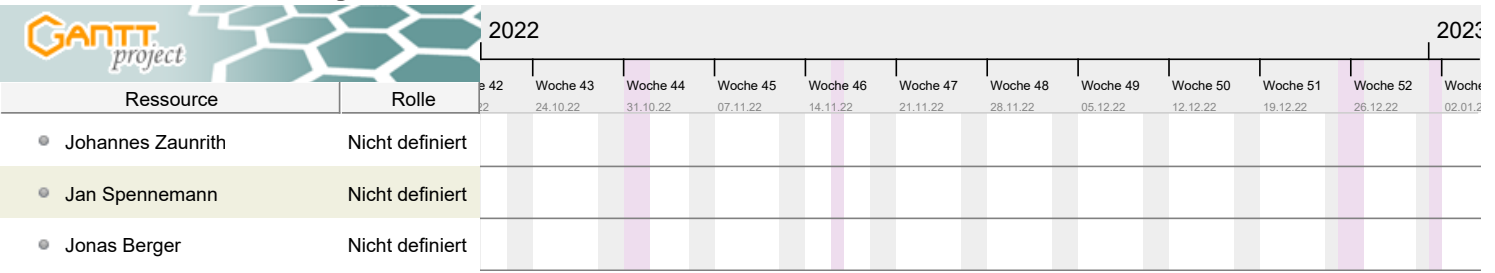 GANTT project
2022 2023
42 Woche 43 Woche 44 Woche 45 Woche 46 Woche 47 Woche 48 Woche 49 Woche 50 Woche 51 Woche 52 Woche
Ressource Rolle
24.10.22 31.10.22 07.11.22 14.11.22 21.11.22 28.11.22 05.12.22 12.12.22 19.12.22 26.12.22 02.01.2
Johannes Zaunrith Nicht definiert
Jan Spennemann Nicht definiert
Jonas Berger Nicht definiert